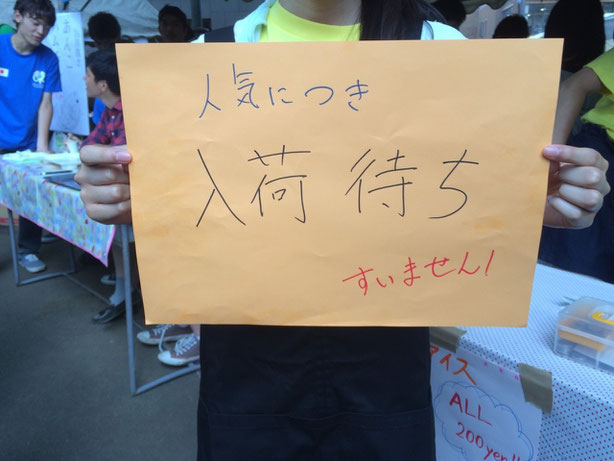 人気につき
入荷待ち
すいません!
アイス
ALL
200yen!!